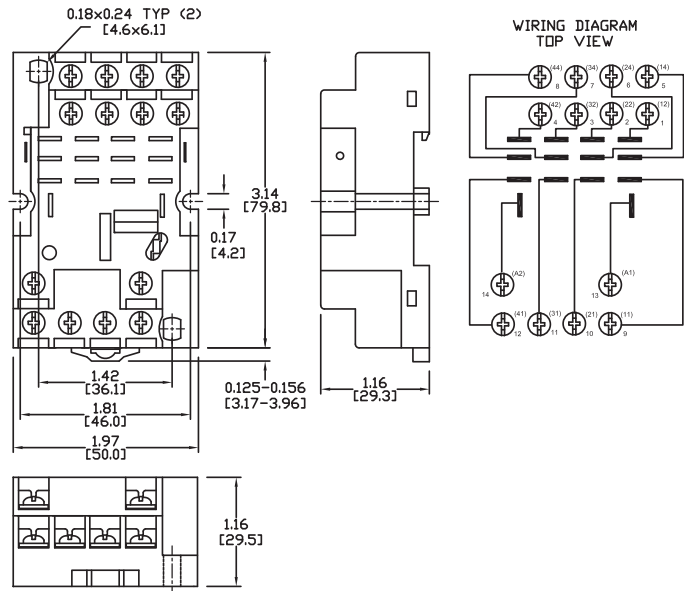 0.18x0.24 TYP (2)
[4.6x6.1]
WIRING DIAGRAM
TOP VIEW
(44) (34) (24) (14)
8 7 6 5
(42) (32) (22) (12)
4 3 2 1
3.14
[79.8]
0.17
[4.2]
(A2) (A1)
14 13
(41) (31) (21) (11)
12 11 10 9
1.42
[36.1]
0.125-0.156
[3.17-3.96]
1.16
[29.3]
1.81
[46.0]
1.97
[50.0]
1.16
[29.5]